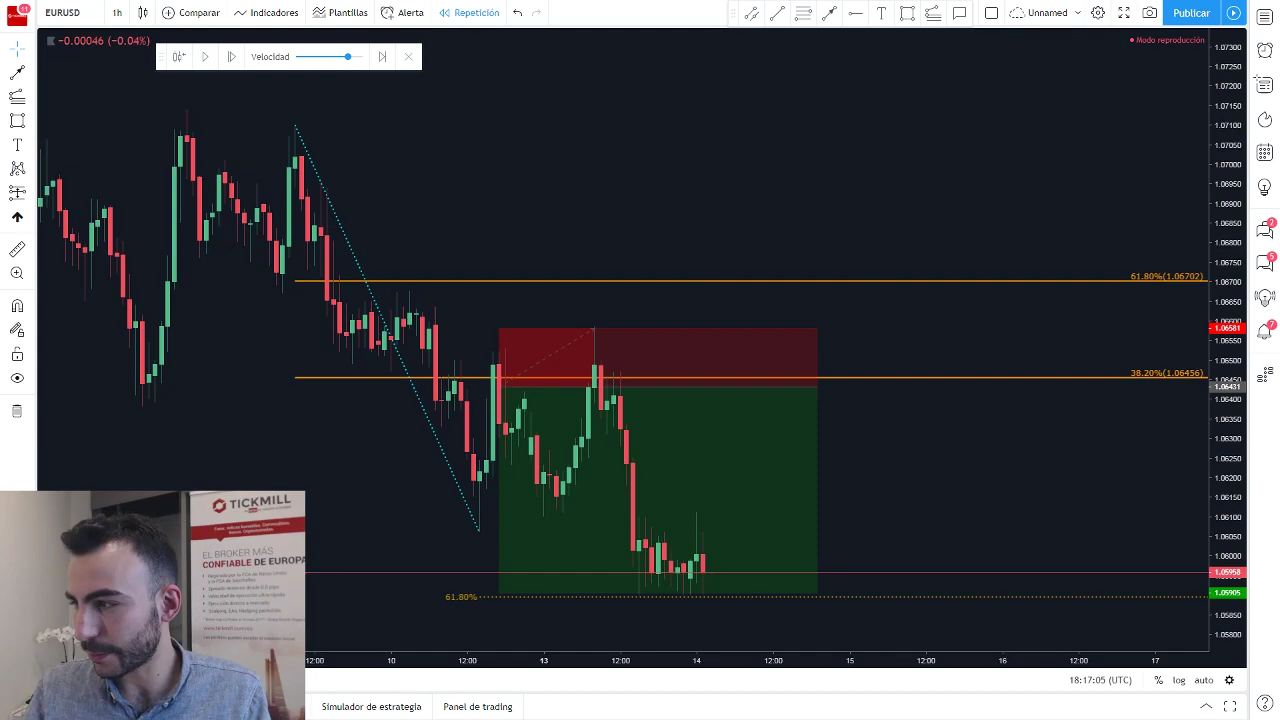 11
EURUSD
1h
Comparar
Indicadores
Plantillas
Alerta
Repetición
Unnamed
Publicar
−0.00046 (−0.04%)
Velocidad
Modo reproducción
1.07300
1.07250
1.07200
1.07150
1.07100
1.07050
1.07000
1.06950
1.06900
1.06850
1.06800
1.06750
61.80%(1.06702)
1.06700
1.06650
1.06581
1.06550
1.06500
38.20%(1.06456)
1.06431
1.06400
1.06350
1.06300
1.06250
1.06200
1.06150
1.06100
1.06050
1.06000
1.05958
1.05905
61.80%
1.05850
1.05800
2
5
7
TICKMILL
EL BROKER MÁS
CONFIABLE DE EUROPA
12:00
10
12:00
13
12:00
14
12:00
15
12:00
16
12:00
17
18:17:05 (UTC)
%
log
auto
Simulador de estrategia
Panel de trading